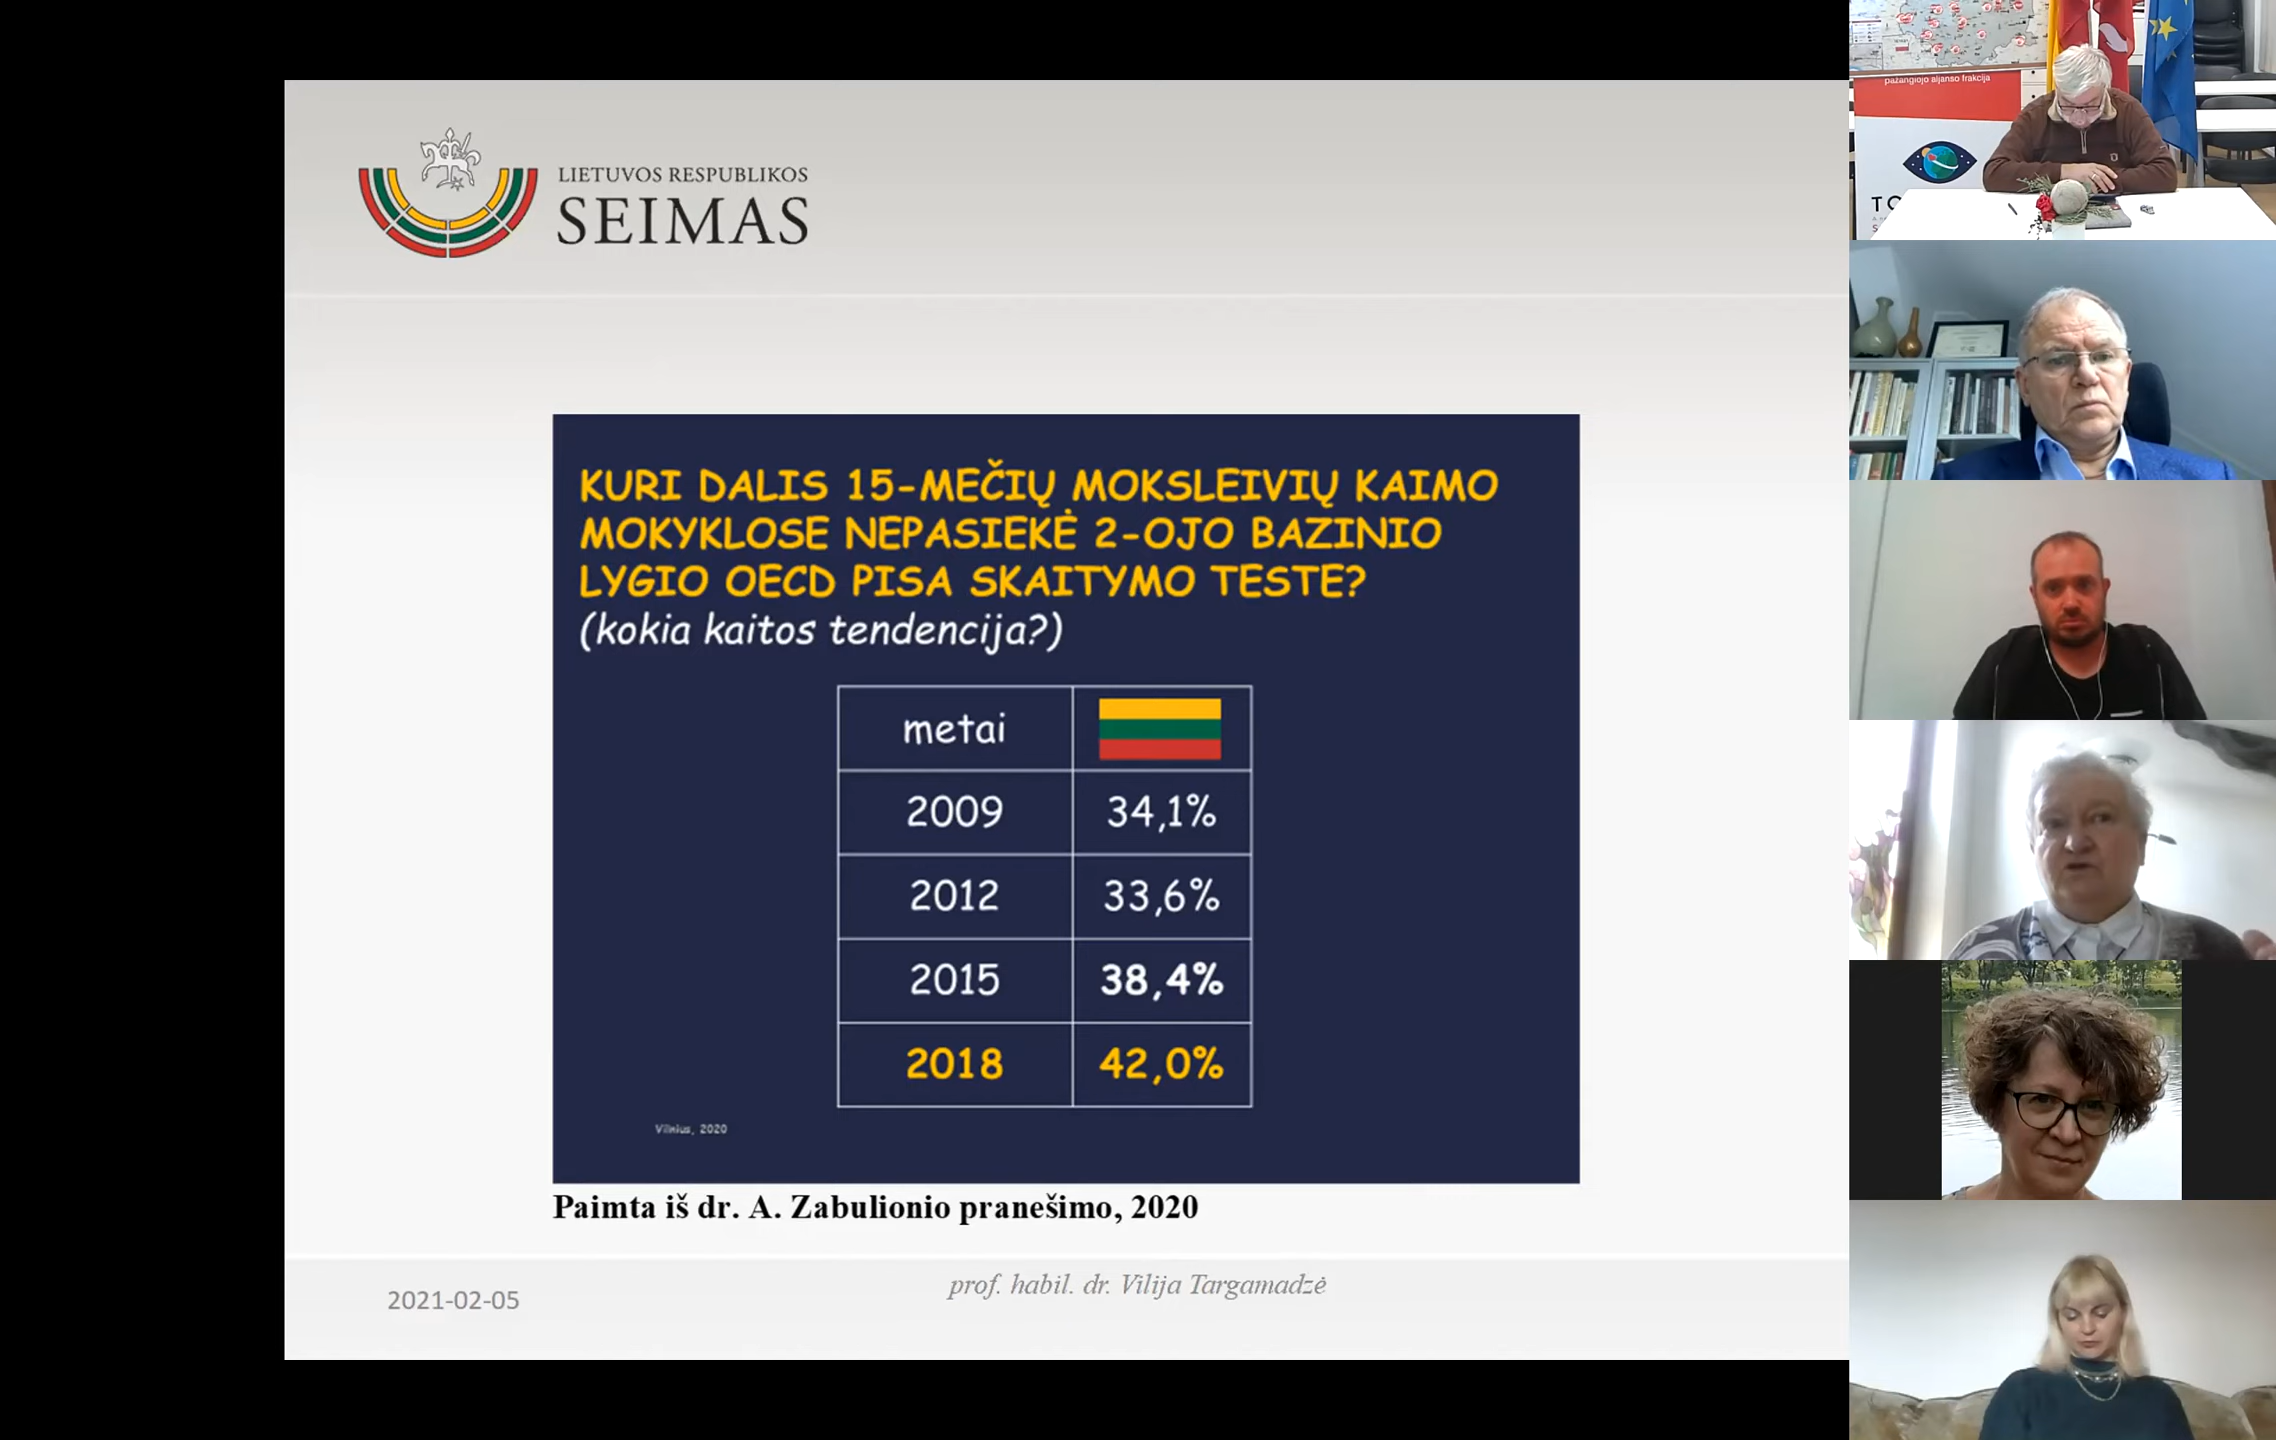 LIETUVOS RESPUBLIKOS
SEIMAS
KURI DALIS 15-MEČIŲ MOKSLEIVIŲ KAIMO
MOKYKLOSE NEPASIEKĖ 2-OJO BAZINIO
LYGIO OECD PISA SKAITYMO TESTE?
(kokia kaitos tendencija?)
metai
2009 34,1%
2012 33,6%
2015 38,4%
2018 42,0%
Vilnius, 2020
Paimta iš dr. A. Zabulionio pranešimo, 2020
2021-02-05
prof. habil. dr. Vilija Targamadzė
pažangiojo aljanso frakcija